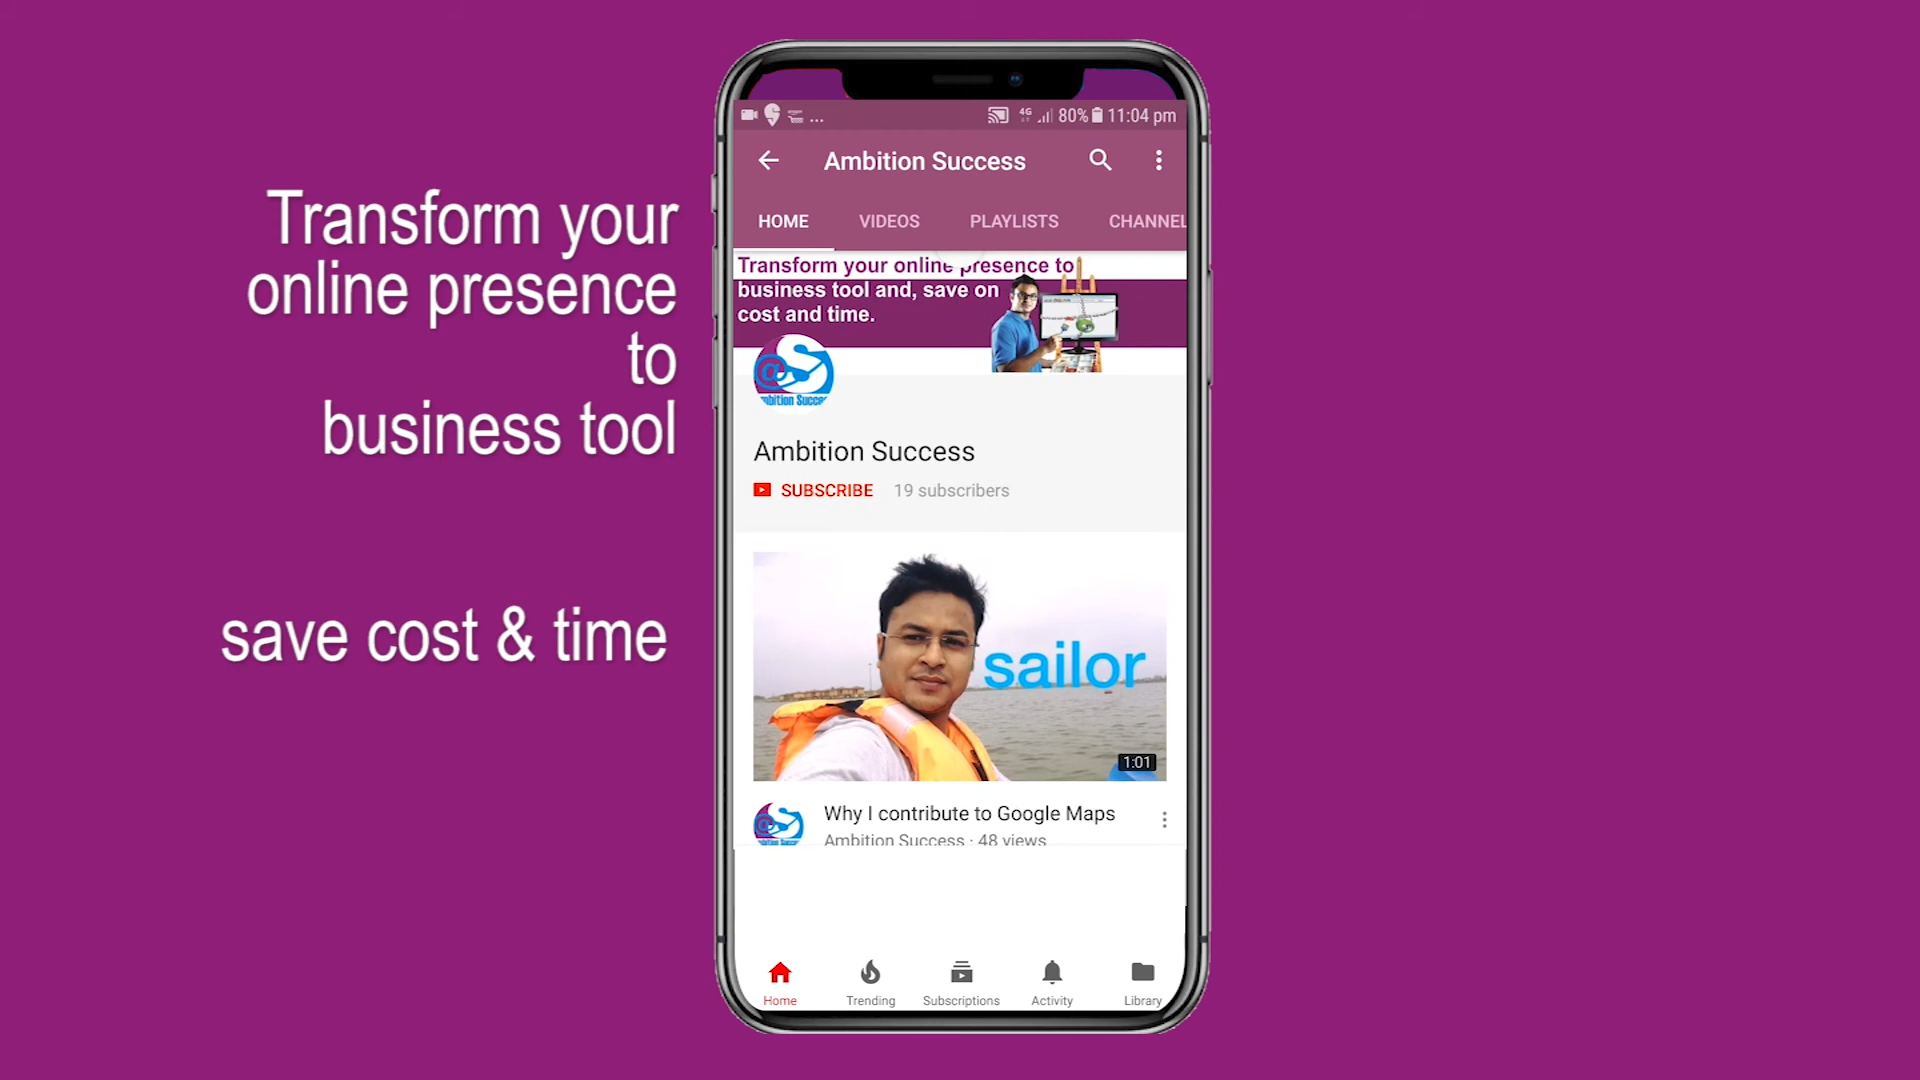 Transform your
online presence
to
business tool
save cost & time
... 4G 80% 11:04 pm
Ambition Success
HOME VIDEOS PLAYLISTS CHANNEL
Transform your online presence to
business tool and, save on
cost and time.
@
Ambition Success
SUBSCRIBE 19 subscribers
sailor
1:01
Why I contribute to Google Maps
Ambition Success · 48 views
Home Trending Subscriptions Activity Library